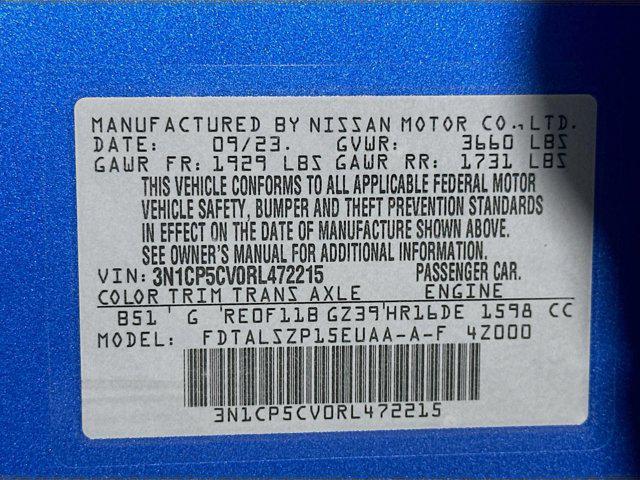 MANUFACTURED BY NISSAN MOTOR CO., LTD.
DATE: 09/23. GVWR: 3660 LBS
GAWR FR: 1929 LBS GAWR RR: 1731 LBS
THIS VEHICLE CONFORMS TO ALL APPLICABLE FEDERAL MOTOR
VEHICLE SAFETY, BUMPER AND THEFT PREVENTION STANDARDS
IN EFFECT ON THE DATE OF MANUFACTURE SHOWN ABOVE.
SEE OWNER'S MANUAL FOR ADDITIONAL INFORMATION.
VIN: 3N1CP5CV0RL472215 PASSENGER CAR.
COLOR TRIM TRANS AXLE ENGINE
B51 G RE0F11B GZ39 HR16DE 1598 CC
MODEL: FDTALSZP15EUAA-A-F 4Z000
3N1CP5CV0RL472215